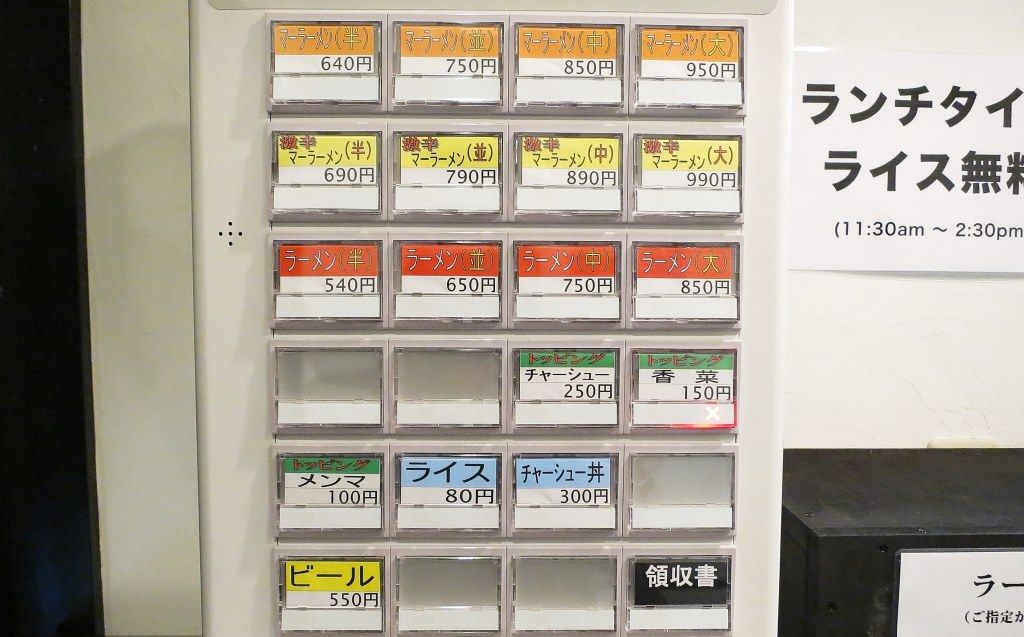 マーラーメン(半) マーラーメン(並) マーラーメン(中) マーラーメン(大)
640円 750円 850円 950円
激辛 激辛 激辛 激辛
マーラーメン(半) マーラーメン(並) マーラーメン(中) マーラーメン(大)
690円 790円 890円 990円
ラーメン(半) ラーメン(並) ラーメン(中) ラーメン(大)
540円 650円 750円 850円
トッピング トッピング
チャーシュー 香菜
250円 150円
×
トッピング
メンマ ライス チャーシュー丼
100円 80円 300円
ビール 領収書
550円
ランチタイ
ライス無料
(11:30am ～ 2:30pm
ラー
(ご指定か